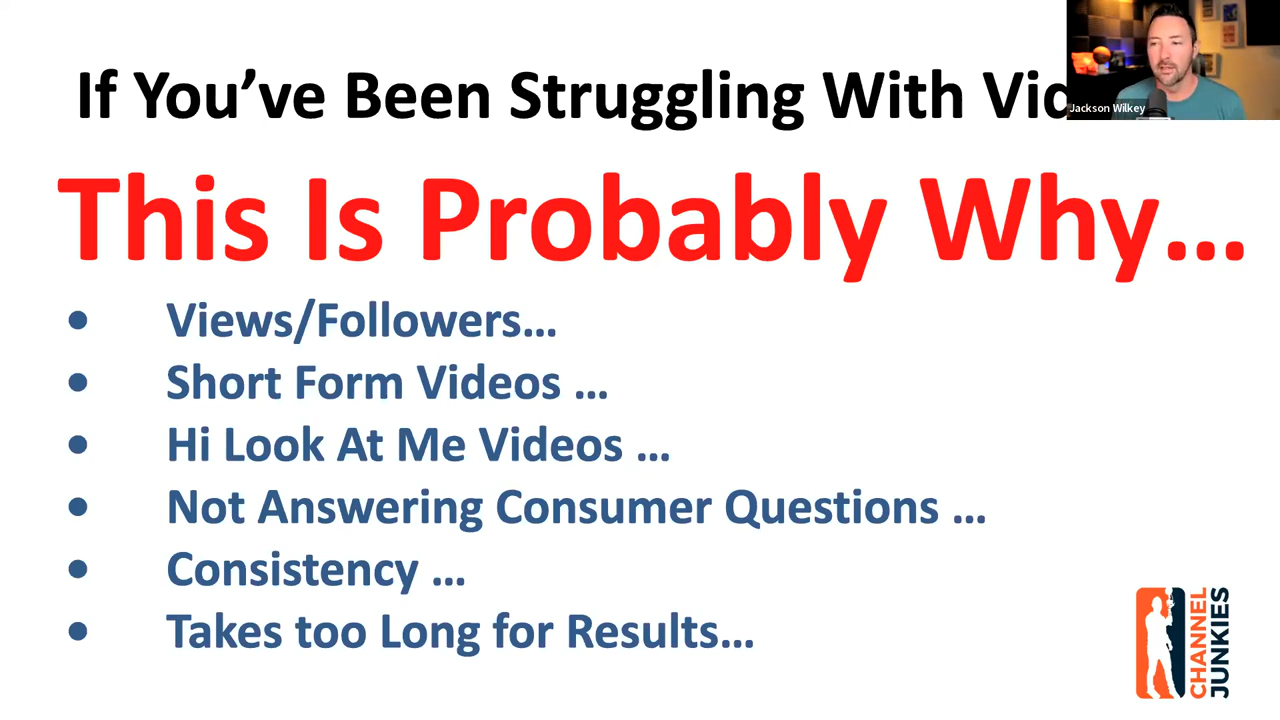 If You’ve Been Struggling With Vid
Jackson Wilkey
This Is Probably Why...
• Views/Followers...
• Short Form Videos ...
• Hi Look At Me Videos ...
• Not Answering Consumer Questions ...
• Consistency ...
• Takes too Long for Results...
CHANNEL
JUNKIES